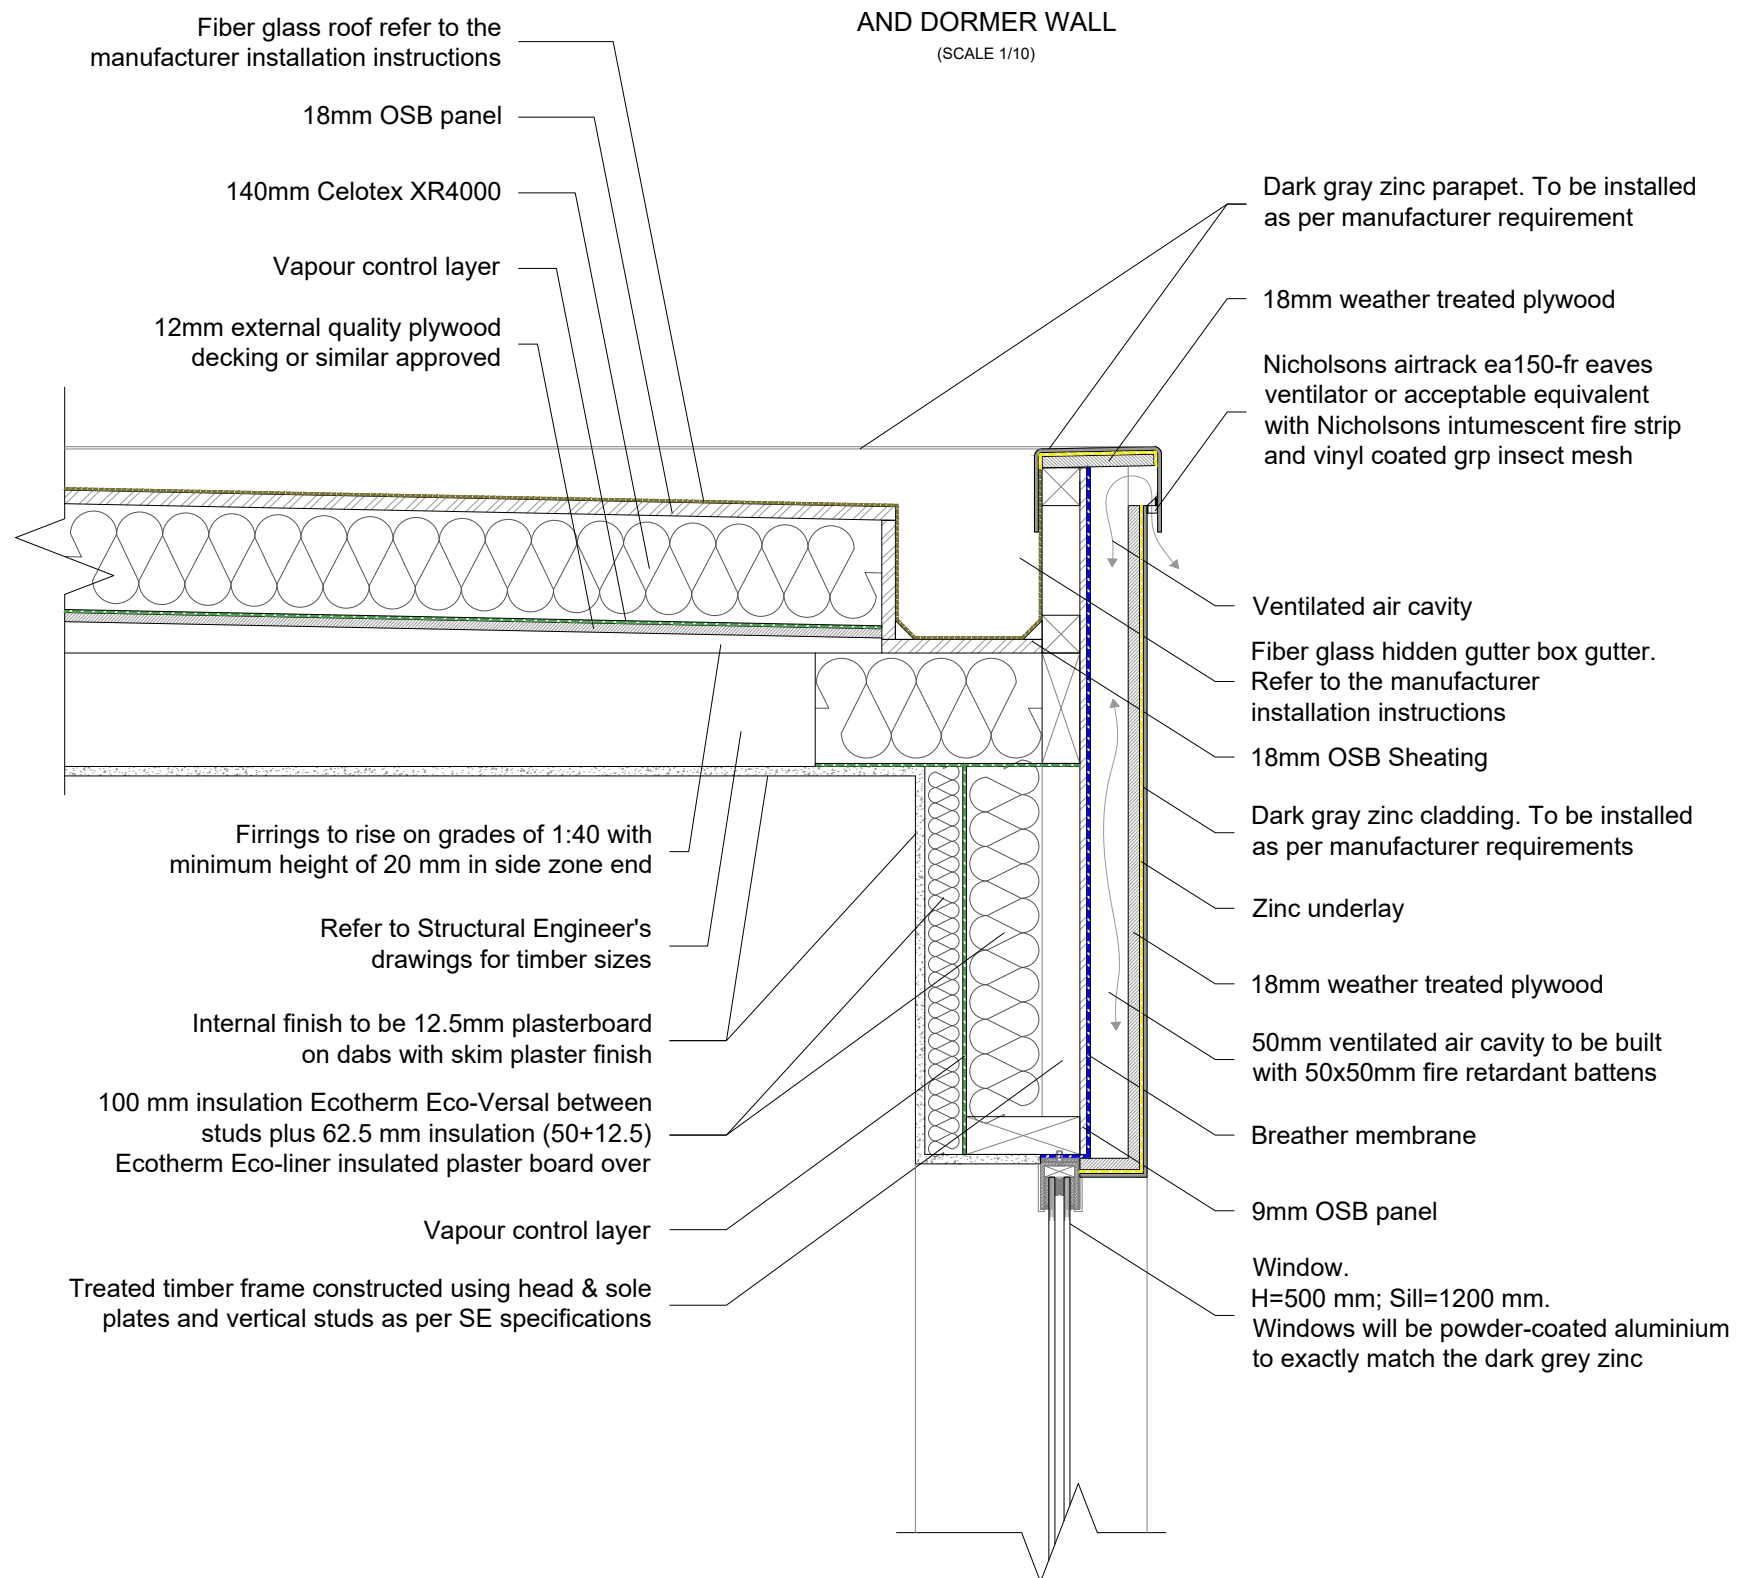 AND DORMER WALL
(SCALE 1/10)
Fiber glass roof refer to the
manufacturer installation instructions
18mm OSB panel
140mm Celotex XR4000
Vapour control layer
12mm external quality plywood
decking or similar approved
Firrings to rise on grades of 1:40 with
minimum height of 20 mm in side zone end
Refer to Structural Engineer's
drawings for timber sizes
Internal finish to be 12.5mm plasterboard
on dabs with skim plaster finish
100 mm insulation Ecotherm Eco-Versal between
studs plus 62.5 mm insulation (50+12.5)
Ecotherm Eco-liner insulated plaster board over
Vapour control layer
Treated timber frame constructed using head & sole
plates and vertical studs as per SE specifications
Dark gray zinc parapet. To be installed
as per manufacturer requirement
18mm weather treated plywood
Nicholsons airtrack ea150-fr eaves
ventilator or acceptable equivalent
with Nicholsons intumescent fire strip
and vinyl coated grp insect mesh
Ventilated air cavity
Fiber glass hidden gutter box gutter.
Refer to the manufacturer
installation instructions
18mm OSB Sheating
Dark gray zinc cladding. To be installed
as per manufacturer requirements
Zinc underlay
18mm weather treated plywood
50mm ventilated air cavity to be built
with 50x50mm fire retardant battens
Breather membrane
9mm OSB panel
Window.
H=500 mm; Sill=1200 mm.
Windows will be powder-coated aluminium
to exactly match the dark grey zinc